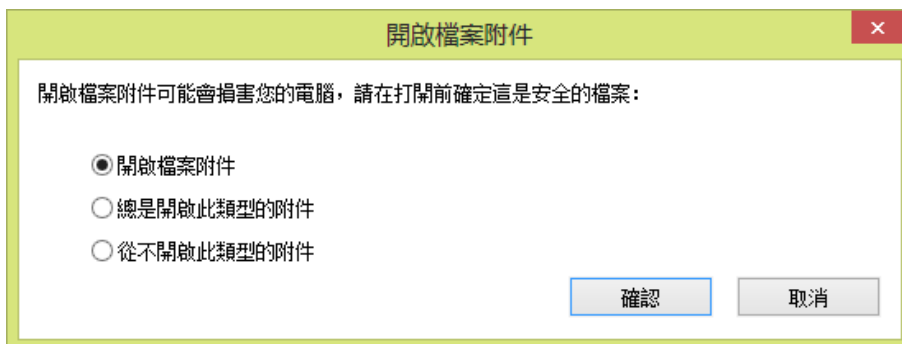 開啟檔案附件
開啟檔案附件可能會損害您的電腦，請在打開前確定這是安全的檔案：
開啟檔案附件
總是開啟此類型的附件
從不開啟此類型的附件
確認 取消